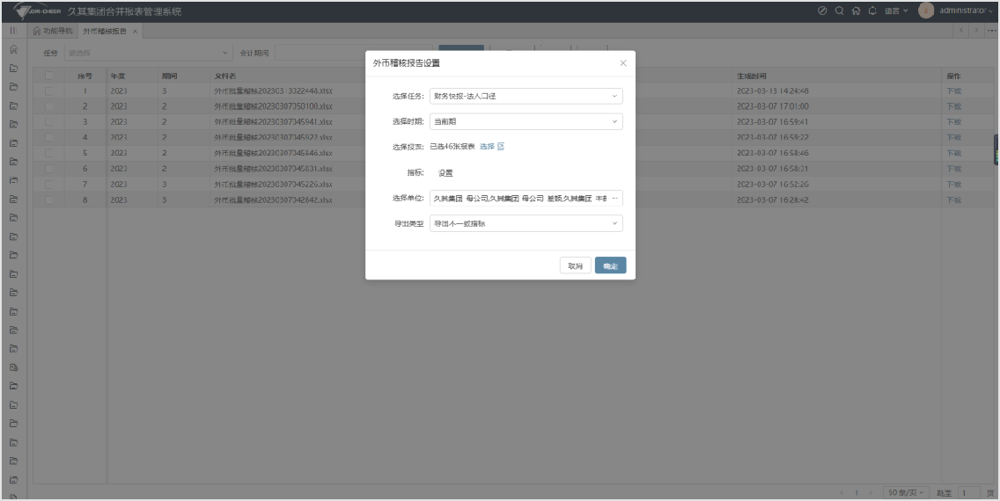 久其集团合并报表管理系统
语言 administrator
功能导航 外币稽核报告
任务 请选择 会计期间
序号 年度 期间 文件名 生成时间 操作
1 2023 3 外币批量稽核20230313022448.xlsx 2023-03-13 14:24:48 下载
2 2023 2 外币批量稽核20230307050100.xlsx 2023-03-07 17:01:00 下载
3 2023 2 外币批量稽核20230307045941.xlsx 2023-03-07 16:59:41 下载
4 2023 2 外币批量稽核20230307045922.xlsx 2023-03-07 16:59:22 下载
5 2023 2 外币批量稽核20230307045846.xlsx 2023-03-07 16:58:46 下载
6 2023 2 外币批量稽核20230307045831.xlsx 2023-03-07 16:58:31 下载
7 2023 3 外币批量稽核20230307045226.xlsx 2023-03-07 16:52:26 下载
8 2023 3 外币批量稽核20230307042842.xlsx 2023-03-07 16:28:42 下载
外币稽核报告设置
选择任务: 财务快报-法人口径
选择时期: 当前期
选择报表: 已选46张报表 选择
指标: 设置
选择单位: 久其集团 母公司,久其集团 母公司 差额,久其集团 本部 ...
导出类型 导出不一致指标
取消 确定
1 50 条/页 跳至 1 页